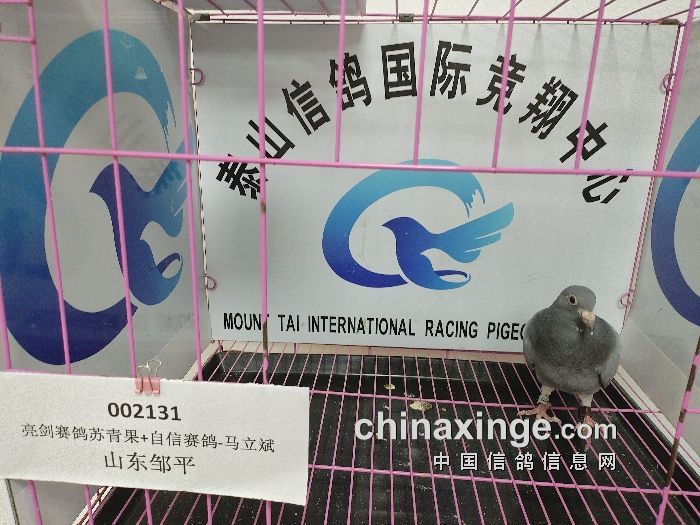 泰山信鸽国际竞翔中心
MOUNT TAI INTERNATIONAL RACING
002131
亮剑赛鸽苏青果+自信赛鸽-马立斌
山东邹平
chinaxinge.com
中国信鸽信息网